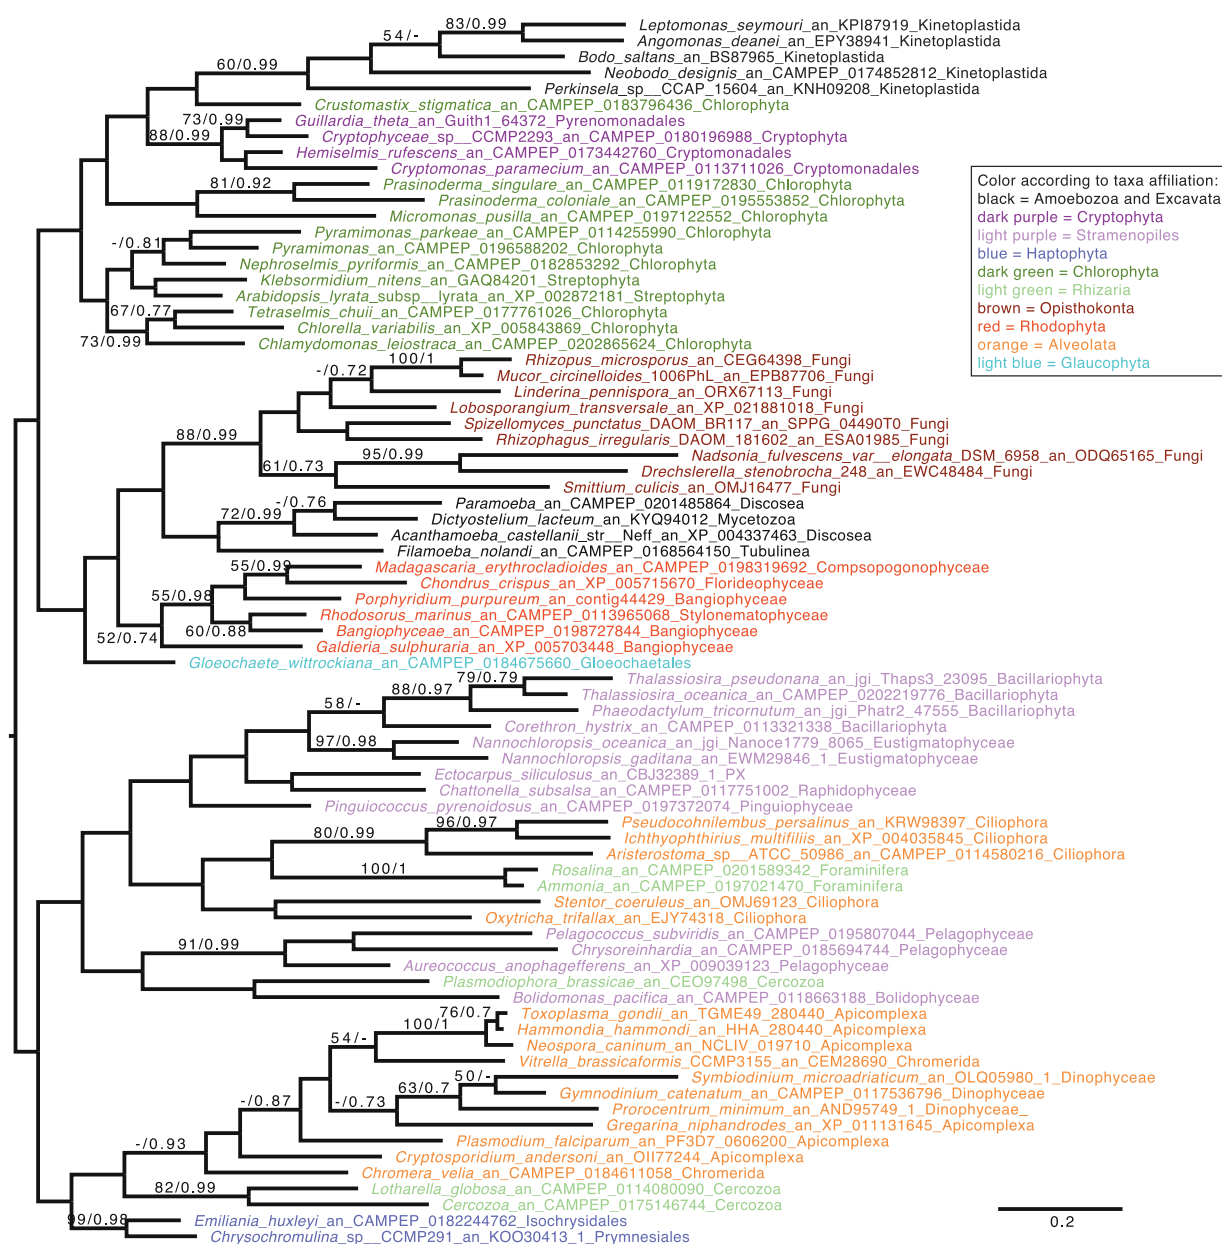 83/0.99
Leptomonas_seymouri_an_KPI87919_Kinetoplastida
54/-
Angomonas_deanei_an_EPY38941_Kinetoplastida
Bodo_saltans_an_BS87965_Kinetoplastida
60/0.99
Neobodo_designis_an_CAMPEP_0174852812_Kinetoplastida
Perkinsela_sp__CCAP_15604_an_KNH09208_Kinetoplastida
Crustomastix_stigmatica_an_CAMPEP_0183796436_Chlorophyta
73/0.99
Guillardia_theta_an_Guith1_64372_Pyrenomonadales
88/0.99
Cryptophyceae_sp__CCMP2293_an_CAMPEP_0180196988_Cryptophyta
Hemiselmis_rufescens_an_CAMPEP_0173442760_Cryptomonadales
Cryptomonas_paramecium_an_CAMPEP_0113711026_Cryptomonadales
81/0.92
Prasinoderma_singulare_an_CAMPEP_0119172830_Chlorophyta
Prasinoderma_coloniale_an_CAMPEP_0195553852_Chlorophyta
Micromonas_pusilla_an_CAMPEP_0197122552_Chlorophyta
Pyramimonas_parkeae_an_CAMPEP_0114255990_Chlorophyta
-/0.81
Pyramimonas_an_CAMPEP_0196588202_Chlorophyta
Nephroselmis_pyriformis_an_CAMPEP_0182853292_Chlorophyta
Klebsormidium_nitens_an_GAQ84201_Streptophyta
Arabidopsis_lyrata_subsp__lyrata_an_XP_002872181_Streptophyta
67/0.77
Tetraselmis_chuii_an_CAMPEP_0177761026_Chlorophyta
Chlorella_variabilis_an_XP_005843869_Chlorophyta
73/0.99
Chlamydomonas_leiostraca_an_CAMPEP_0202865624_Chlorophyta
Color according to taxa affiliation:
black = Amoebozoa and Excavata
dark purple = Cryptophyta
light purple = Stramenopiles
blue = Haptophyta
dark green = Chlorophyta
light green = Rhizaria
brown = Opisthokonta
red = Rhodophyta
orange = Alveolata
light blue = Glaucophyta
100/1
Rhizopus_microsporus_an_CEG64398_Fungi
-/0.72
Mucor_circinelloides_1006PhL_an_EPB87706_Fungi
Linderina_pennispora_an_ORX67113_Fungi
Lobosporangium_transversale_an_XP_021881018_Fungi
Spizellomyces_punctatus_DAOM_BR117_an_SPPG_04490T0_Fungi
88/0.99
Rhizophagus_irregularis_DAOM_181602_an_ESA01985_Fungi
95/0.99
Nadsonia_fulvescens_var__elongata_DSM_6958_an_ODQ65165_Fungi
61/0.73
Drechslerella_stenobrocha_248_an_EWC48484_Fungi
Smittium_culicis_an_OMJ16477_Fungi
-/0.76
Paramoeba_an_CAMPEP_0201485864_Discosea
72/0.99
Dictyostelium_lacteum_an_KYQ94012_Mycetozoa
Acanthamoeba_castellanii_str__Neff_an_XP_004337463_Discosea
Filamoeba_nolandi_an_CAMPEP_0168564150_Tubulinea
55/0.99
Madagascaria_erythrocladioides_an_CAMPEP_0198319692_Compsopogonophyceae
Chondrus_crispus_an_XP_005715670_Florideophyceae
55/0.98
Porphyridium_purpureum_an_contig44429_Bangiophyceae
Rhodosorus_marinus_an_CAMPEP_0113965068_Stylonematophyceae
60/0.88
Bangiophyceae_an_CAMPEP_0198727844_Bangiophyceae
52/0.74
Galdieria_sulphuraria_an_XP_005703448_Bangiophyceae
Gloeochaete_wittrockiana_an_CAMPEP_0184675660_Gloeochaetales
79/0.79
Thalassiosira_pseudonana_an_jgi_Thaps3_23095_Bacillariophyta
88/0.97
Thalassiosira_oceanica_an_CAMPEP_0202219776_Bacillariophyta
58/-
Phaeodactylum_tricornutum_an_jgi_Phatr2_47555_Bacillariophyta
Corethron_hystrix_an_CAMPEP_0113321338_Bacillariophyta
97/0.98
Nannochloropsis_oceanica_an_jgi_Nanoce1779_8065_Eustigmatophyceae
Nannochloropsis_gaditana_an_EWM29846_1_Eustigmatophyceae
Ectocarpus_siliculosus_an_CBJ32389_1_PX
Chattonella_subsalsa_an_CAMPEP_0117751002_Raphidophyceae
Pinguiococcus_pyrenoidosus_an_CAMPEP_0197372074_Pinguiophyceae
96/0.97
Pseudocohnilembus_persalinus_an_KRW98397_Ciliophora
80/0.99
Ichthyophthirius_multifiliis_an_XP_004035845_Ciliophora
Aristerostoma_sp__ATCC_50986_an_CAMPEP_0114580216_Ciliophora
100/1
Rosalina_an_CAMPEP_0201589342_Foraminifera
Ammonia_an_CAMPEP_0197021470_Foraminifera
Stentor_coeruleus_an_OMJ69123_Ciliophora
Oxytricha_trifallax_an_EJY74318_Ciliophora
Pelagococcus_subviridis_an_CAMPEP_0195807044_Pelagophyceae
91/0.99
Chrysoreinhardia_an_CAMPEP_0185694744_Pelagophyceae
Aureococcus_anophagefferens_an_XP_009039123_Pelagophyceae
Plasmodiophora_brassicae_an_CEO97498_Cercozoa
Bolidomonas_pacifica_an_CAMPEP_0118663188_Bolidophyceae
76/0.7
Toxoplasma_gondii_an_TGME49_280440_Apicomplexa
100/1
Hammondia_hammondi_an_HHA_280440_Apicomplexa
54/-
Neospora_caninum_an_NCLIV_019710_Apicomplexa
Vitrella_brassicaformis_CCMP3155_an_CEM28690_Chromerida
50/-
Symbiodinium_microadriaticum_an_OLQ05980_1_Dinophyceae
63/0.7
Gymnodinium_catenatum_an_CAMPEP_0117536796_Dinophyceae
-/0.87
-/0.73
Prorocentrum_minimum_an_AND95749_1_Dinophyceae_
Gregarina_niphandrodes_an_XP_011131645_Apicomplexa
Plasmodium_falciparum_an_PF3D7_0606200_Apicomplexa
-/0.93
Cryptosporidium_andersoni_an_OII77244_Apicomplexa
Chromera_velia_an_CAMPEP_0184611058_Chromerida
82/0.99
Lotharella_globosa_an_CAMPEP_0114080090_Cercozoa
Cercozoa_an_CAMPEP_0175146744_Cercozoa
99/0.98
Emiliania_huxleyi_an_CAMPEP_0182244762_Isochrysidales
Chrysochromulina_sp__CCMP291_an_KOO30413_1_Prymnesiales
0.2